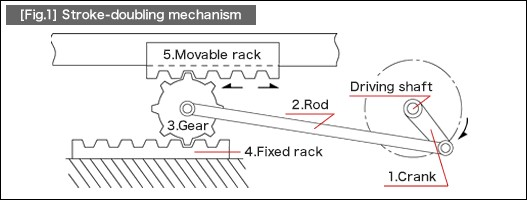 [Fig.1] Stroke-doubling mechanism
5.Movable rack
Driving shaft
2.Rod
3.Gear
4.Fixed rack
1.Crank